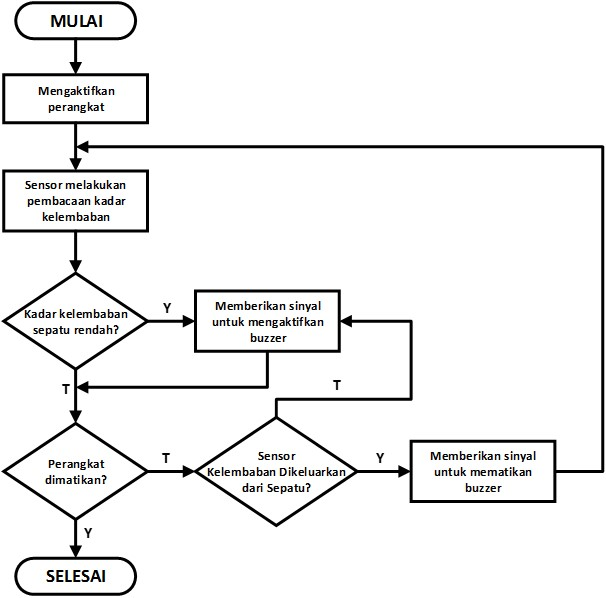 MULAI
Mengaktifkan
perangkat
Sensor melakukan
pembacaan kadar
kelembaban
Kadar kelembaban
sepatu rendah?
Y
Memberikan sinyal
untuk mengaktifkan
buzzer
T
T
Perangkat
dimatikan?
T
Sensor
Kelembaban Dikeluarkan
dari Sepatu?
Y
Memberikan sinyal
untuk mematikan
buzzer
Y
SELESAI